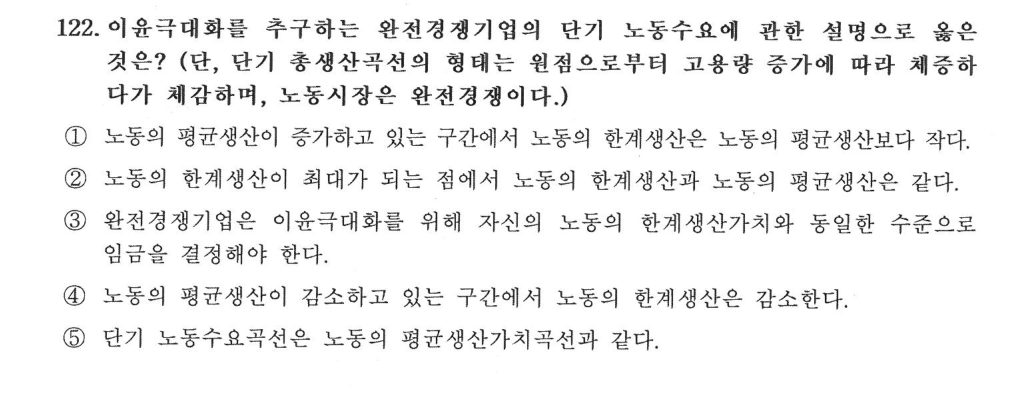 122. 이윤극대화를 추구하는 완전경쟁기업의 단기 노동수요에 관한 설명으로 옳은
것은? (단, 단기 총생산곡선의 형태는 원점으로부터 고용량 증가에 따라 체증하
다가 체감하며, 노동시장은 완전경쟁이다.)
① 노동의 평균생산이 증가하고 있는 구간에서 노동의 한계생산은 노동의 평균생산보다 작다.
② 노동의 한계생산이 최대가 되는 점에서 노동의 한계생산과 노동의 평균생산은 같다.
③ 완전경쟁기업은 이윤극대화를 위해 자신의 노동의 한계생산가치와 동일한 수준으로
임금을 결정해야 한다.
④ 노동의 평균생산이 감소하고 있는 구간에서 노동의 한계생산은 감소한다.
⑤ 단기 노동수요곡선은 노동의 평균생산가치곡선과 같다.